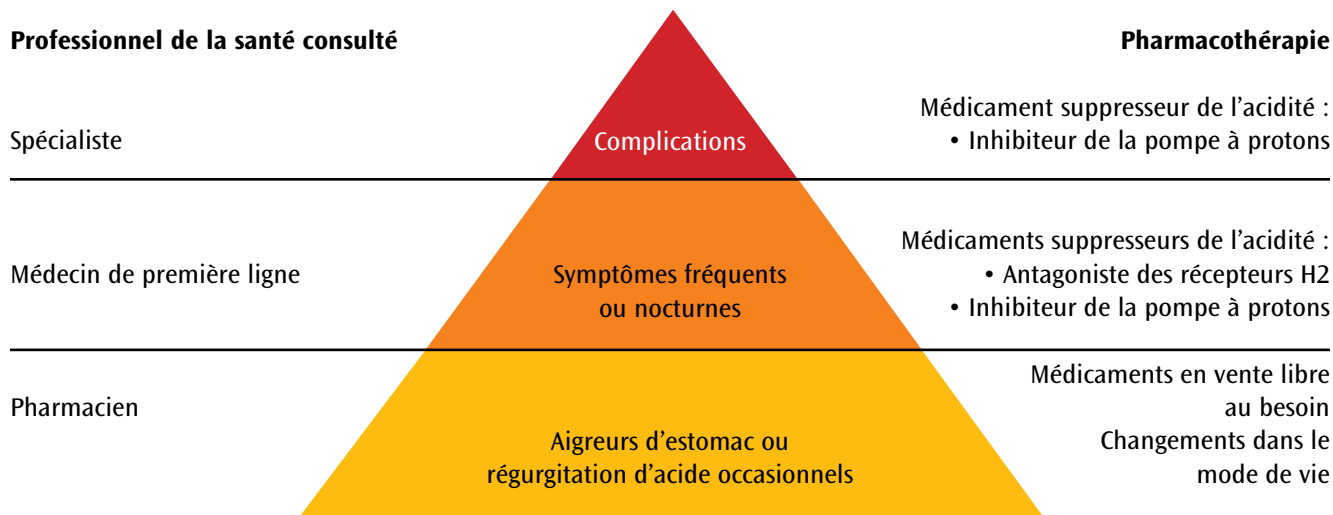 Professionnel de la santé consulté
Pharmacothérapie
Spécialiste
Complications
Médicament suppresseur de l’acidité :
• Inhibiteur de la pompe à protons
Médecin de première ligne
Symptômes fréquents
ou nocturnes
Médicaments suppresseurs de l’acidité :
• Antagoniste des récepteurs H2
• Inhibiteur de la pompe à protons
Pharmacien
Aigreurs d’estomac ou
régurgitation d’acide occasionnels
Médicaments en vente libre
au besoin
Changements dans le
mode de vie